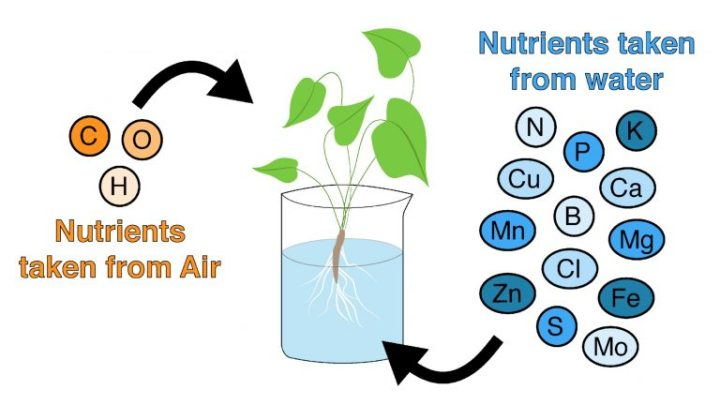 C
O
H
Nutrients
taken from Air
Nutrients taken
from water
N
K
P
Cu
Ca
B
Mn
Mg
Cl
Zn
Fe
S
Mo